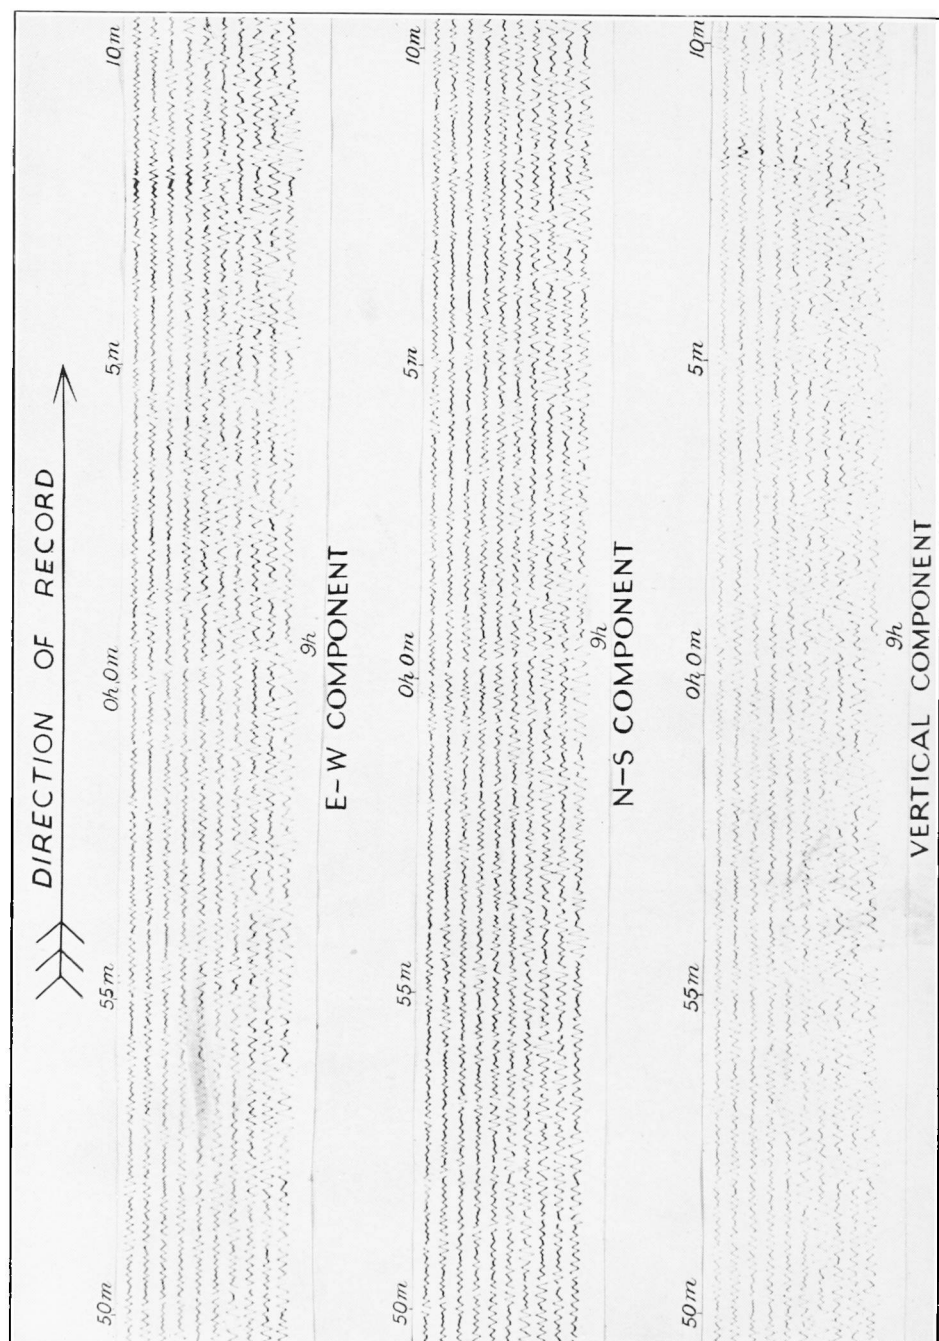 DIRECTION OF RECORD
50m 55m 0h 0m 5m 10m
9h
E-W COMPONENT
50m 55m 0h 0m 5m 10m
9h
N-S COMPONENT
50m 55m 0h 0m 5m 10m
9h
VERTICAL COMPONENT